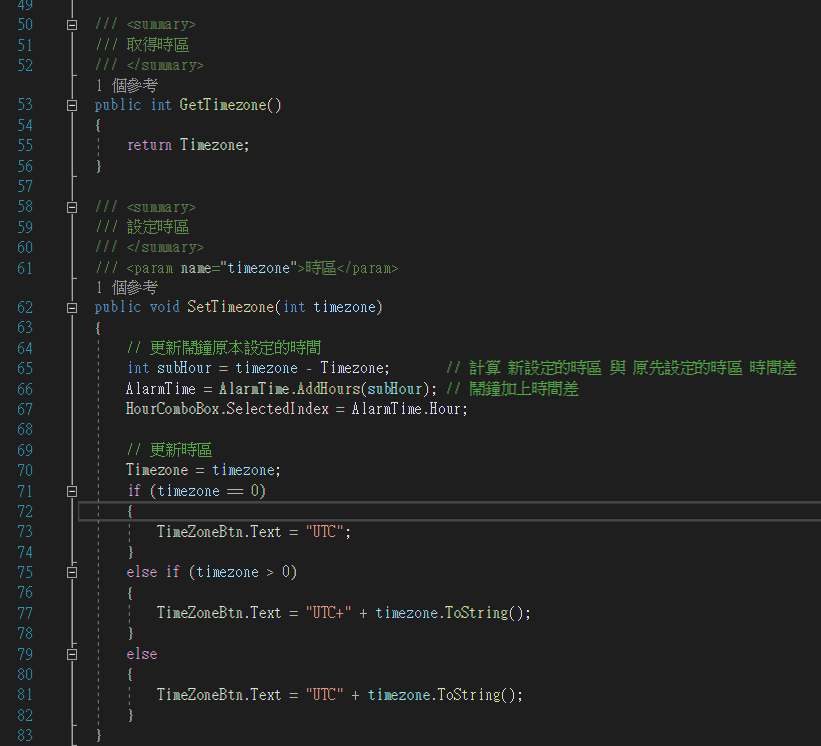 49
50 /// <summary>
51 /// 取得時區
52 /// </summary>
1 個參考
53 public int GetTimezone()
54 {
55 return Timezone;
56 }
57
58 /// <summary>
59 /// 設定時區
60 /// </summary>
61 /// <param name="timezone">時區</param>
1 個參考
62 public void SetTimezone(int timezone)
63 {
64 // 更新鬧鐘原本設定的時間
65 int subHour = timezone - Timezone; // 計算 新設定的時區 與 原先設定的時區 時間差
66 AlarmTime = AlarmTime.AddHours(subHour); // 鬧鐘加上時間差
67 HourComboBox.SelectedIndex = AlarmTime.Hour;
68
69 // 更新時區
70 Timezone = timezone;
71 if (timezone == 0)
72 {
73 TimeZoneBtn.Text = "UTC";
74 }
75 else if (timezone > 0)
76 {
77 TimeZoneBtn.Text = "UTC+" + timezone.ToString();
78 }
79 else
80 {
81 TimeZoneBtn.Text = "UTC" + timezone.ToString();
82 }
83 }